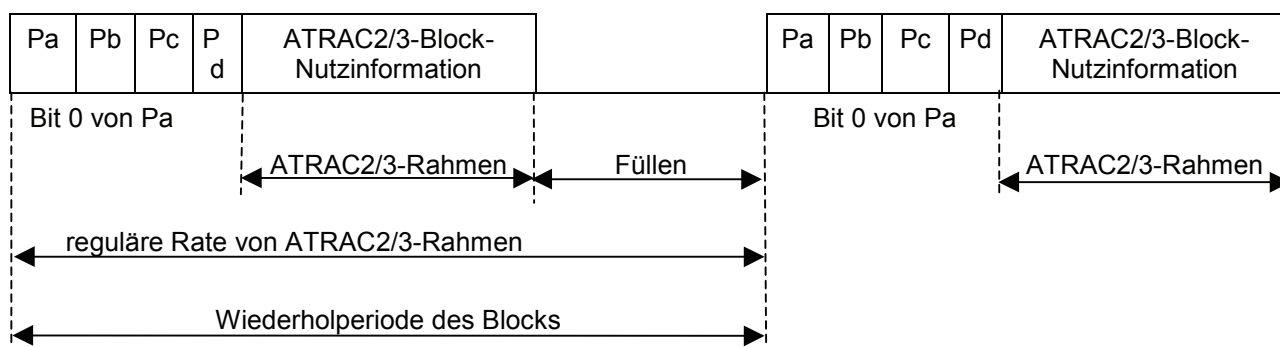 Pa Pb Pc P d ATRAC2/3-Block- Nutzinformation Pa Pb Pc Pd ATRAC2/3-Block- Nutzinformation
Bit 0 von Pa Bit 0 von Pa
ATRAC2/3-Rahmen Füllen ATRAC2/3-Rahmen
reguläre Rate von ATRAC2/3-Rahmen
Wiederholperiode des Blocks